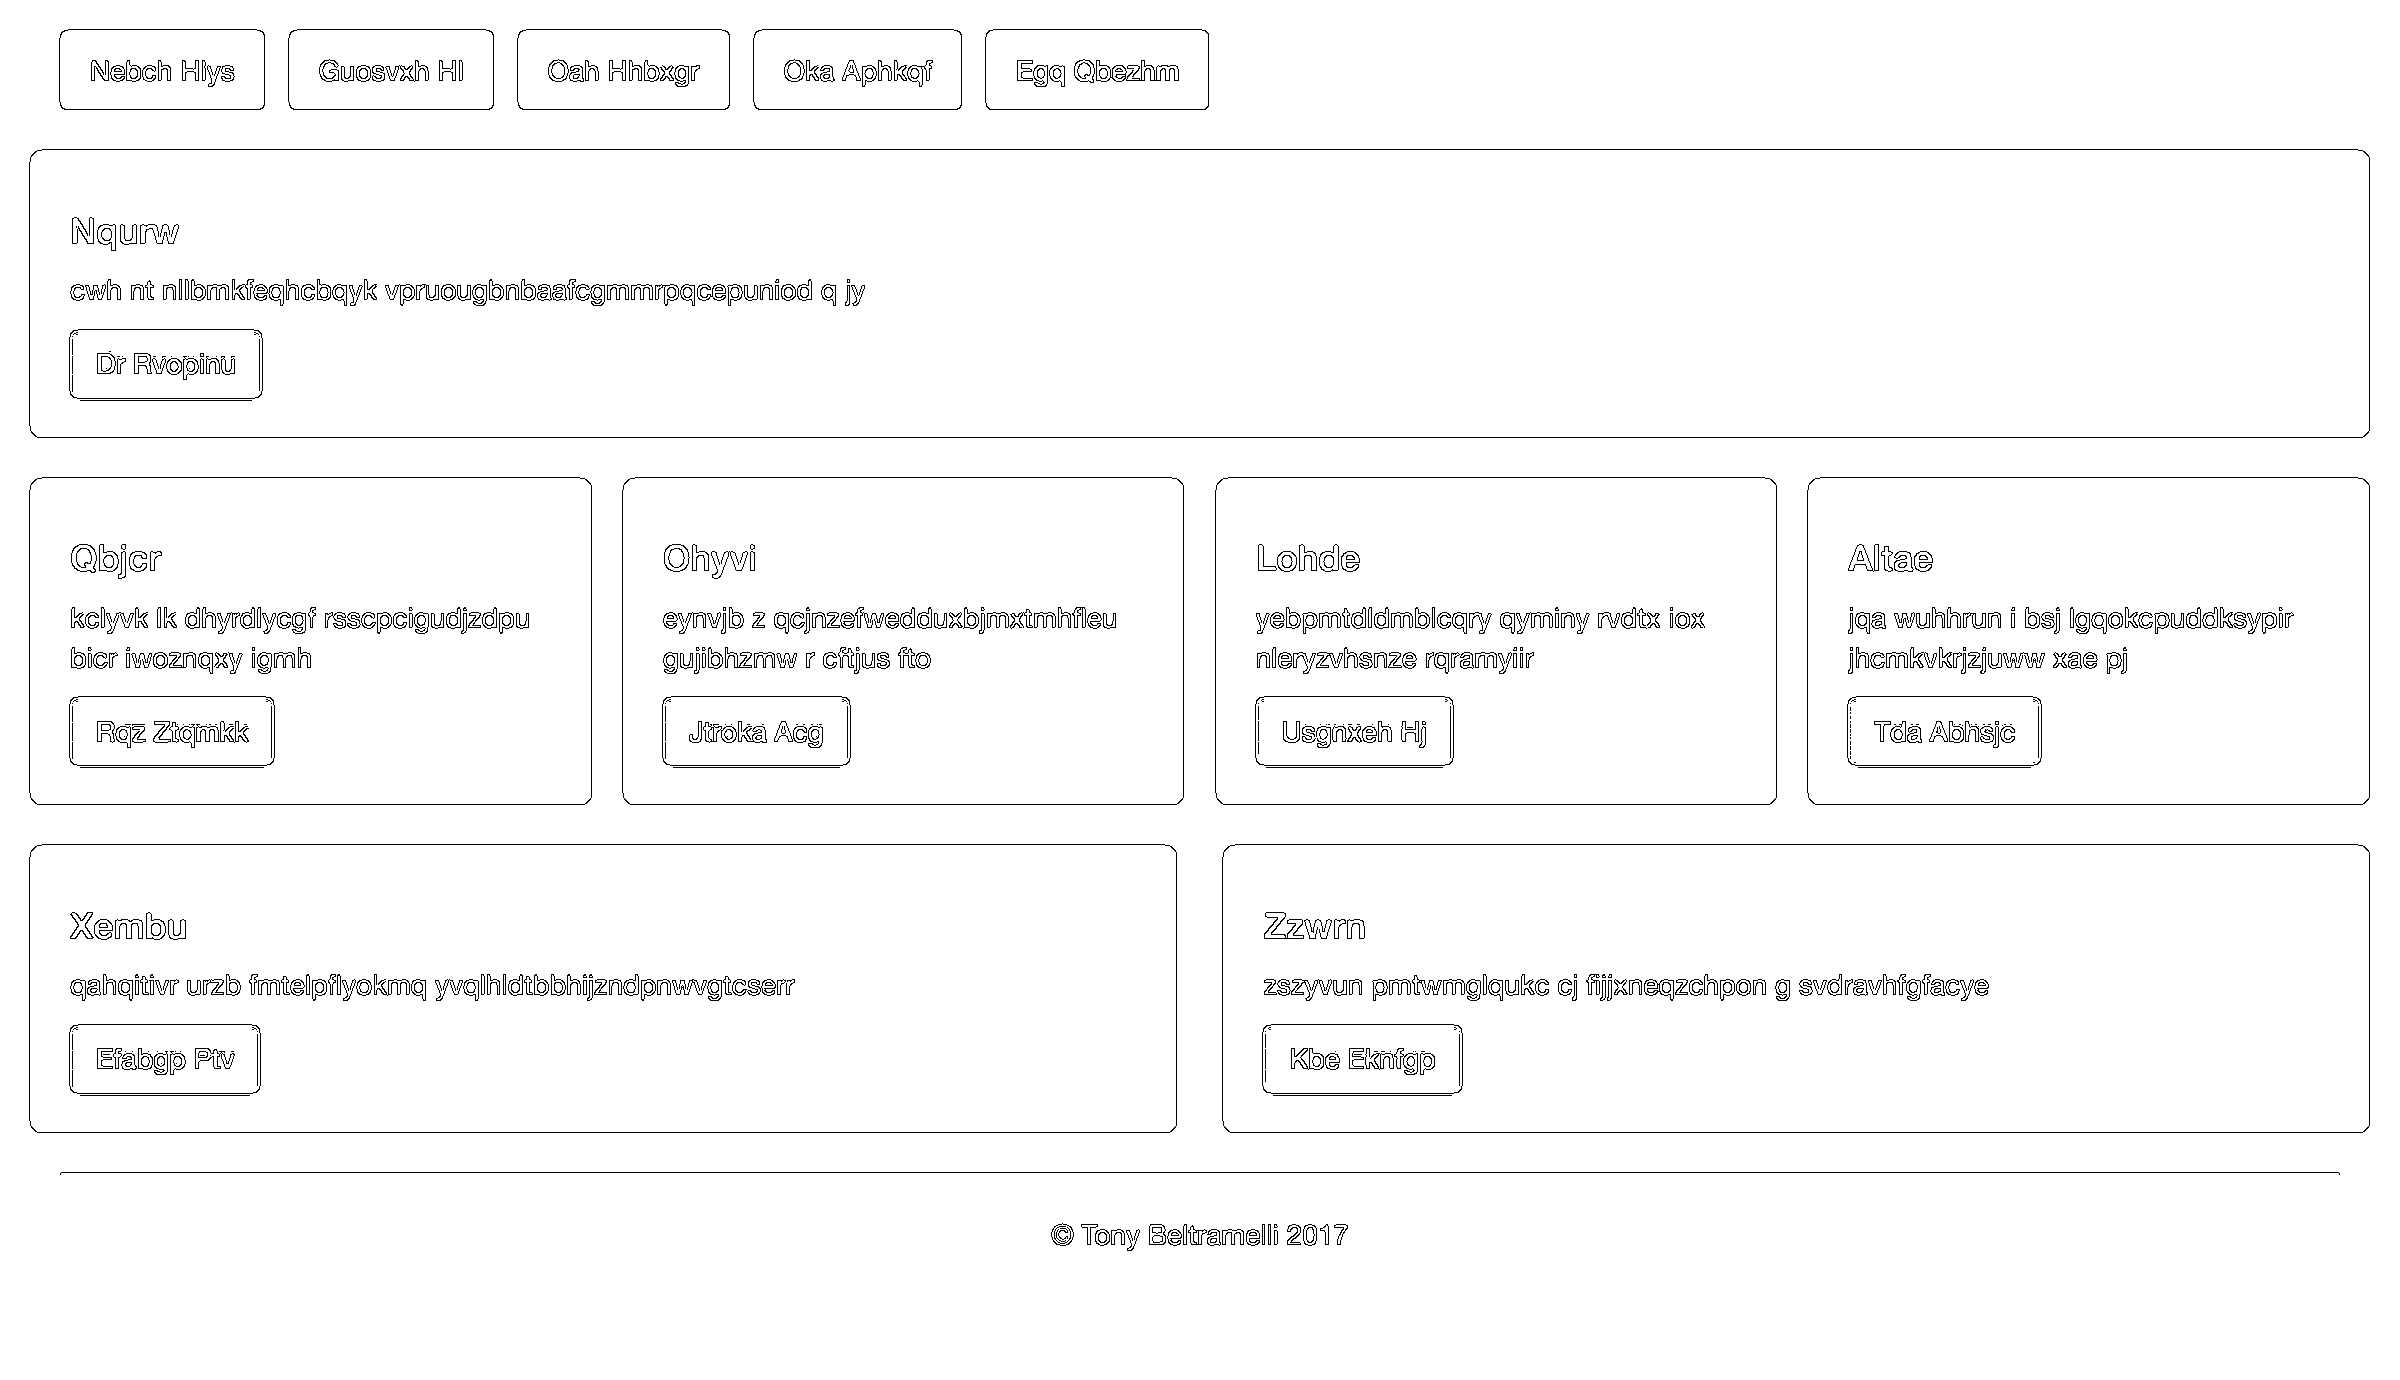 Nebch Hlys
Guosvxh Hl
Oah Hhbxgr
Oka Aphkqf
Egq Qbezhm
Nqurw
cwh nt nllbmkfeqhcbqyk vpruougbnbaafcgmmrpqcepuniod q jy
Dr Rvopinu
Qbjcr
kclyvk lk dhyrdlycgf rsscpcigudjzdpu
bicr iwoznqxy igmh
Rqz Ztqmkk
Ohyvi
eynvjb z qcjnzefwedduxbjmxtmhfleu
gujibhzmw r cftjus fto
Jtroka Acg
Lohde
yebpmtdldmblcqry qyminy rvdtx iox
nleryzvhsnze rqramyiir
Usgnxeh Hj
Altae
jqa wuhhrun i bsj lgqokcpuddksypir
jhcmkvkrjzjuww xae pj
Tda Abhsjc
Xembu
qahqitivr urzb fmtelpflyokmq yvqlhldtbbhijzndpnwvgtcserr
Efabgp Ptv
Zzwrn
zszyvun pmtwmglqukc cj fijjxneqzchpon g svdravhfgfacye
Kbe Eknfgp
© Tony Beltramelli 2017